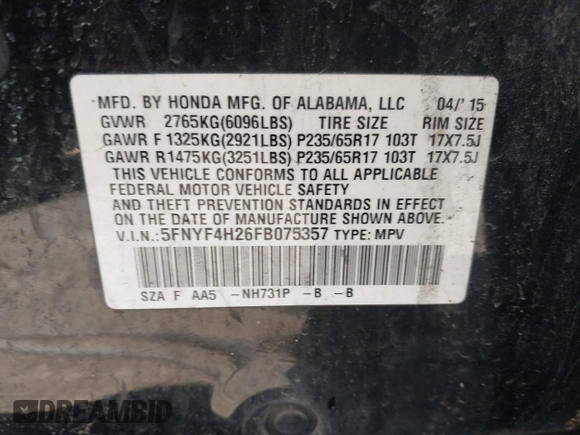 MFD. BY HONDA MFG. OF ALABAMA, LLC 04/'15
GVWR 2765KG(6096LBS) TIRE SIZE RIM SIZE
GAWR F 1325KG(2921LBS) P235/65R17 103T 17X7.5J
GAWR R1475KG(3251LBS) P235/65R17 103T 17X7.5J
THIS VEHICLE CONFORMS TO ALL APPLICABLE
FEDERAL MOTOR VEHICLE SAFETY
AND THEFT PREVENTION STANDARDS IN EFFECT
ON THE DATE OF MANUFACTURE SHOWN ABOVE.
V.I.N.:5FNYF4H26FB075357 TYPE: MPV
SZA F AA5 -NH731P -B -B
DREAMBID